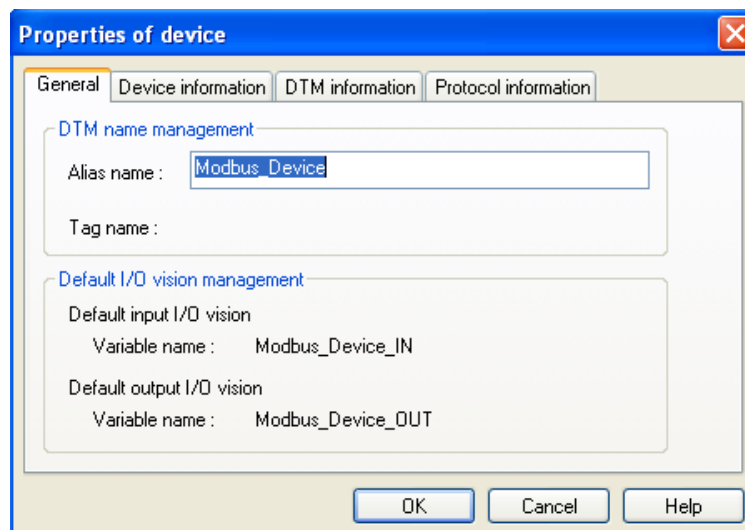 Properties of device
General Device information DTM information Protocol information
DTM name management
Alias name : Modbus_Device
Tag name :
Default I/O vision management
Default input I/O vision
Variable name : Modbus_Device_IN
Default output I/O vision
Variable name : Modbus_Device_OUT
OK Cancel Help